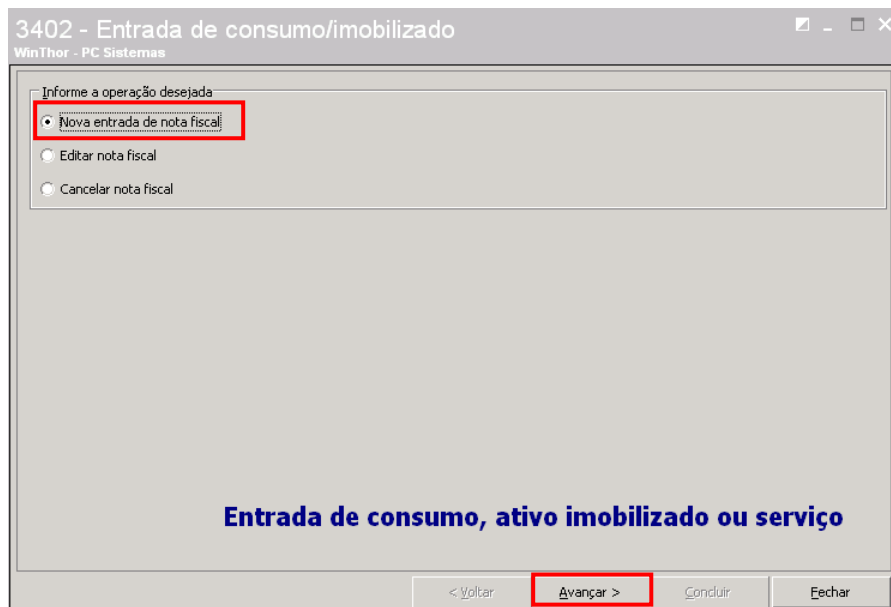 3402 - Entrada de consumo/imobilizado
WinThor - PC Sistemas
Informe a operação desejada
Nova entrada de nota fiscal
Editar nota fiscal
Cancelar nota fiscal
Entrada de consumo, ativo imobilizado ou serviço
< Voltar Avançar > Concluir Fechar